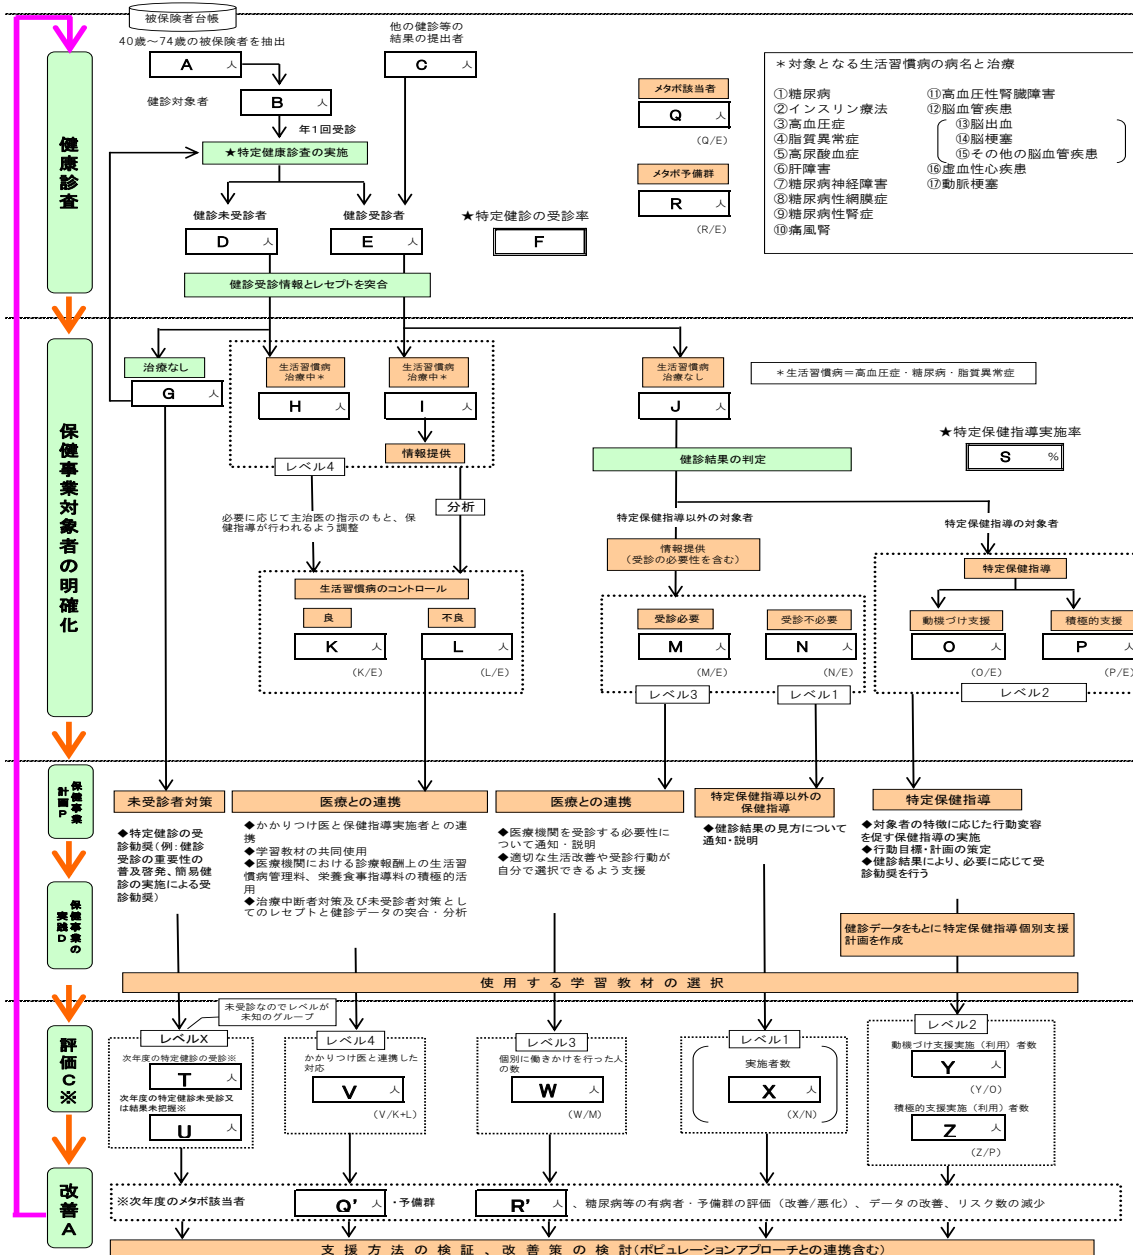 被保険者台帳
40歳～74歳の被保険者を抽出
A 人
他の健診等の
結果の提出者
C 人
健診対象者
B 人
年1回受診
★特定健康診査の実施
健診未受診者
D 人
健診受診者
E 人
★特定健診の受診率
F
メタボ該当者
Q 人
(Q/E)
メタボ予備群
R 人
(R/E)
＊対象となる生活習慣病の病名と治療
①糖尿病
②インスリン療法
③高血圧症
④脂質異常症
⑤高尿酸血症
⑥肝障害
⑦糖尿病神経障害
⑧糖尿病性網膜症
⑨糖尿病性腎症
⑩痛風腎
⑪高血圧性腎臓障害
⑫脳血管疾患
⑬脳出血
⑭脳梗塞
⑮その他の脳血管疾患
⑯虚血性心疾患
⑰動脈梗塞
健康診査
健診受診情報とレセプトを突合
保健事業対象者の明確化
治療なし
G 人
生活習慣病
治療中＊
H 人
生活習慣病
治療中＊
I 人
情報提供
レベル4
生活習慣病
治療なし
J 人
＊生活習慣病＝高血圧症・糖尿病・脂質異常症
★特定保健指導実施率
S %
健診結果の判定
分析
必要に応じて主治医の指示のもと、保
健指導が行われるよう調整
特定保健指導以外の対象者
特定保健指導の対象者
情報提供
（受診の必要性を含む）
特定保健指導
生活習慣病のコントロール
良
K 人
(K/E)
不良
L 人
(L/E)
受診必要
M 人
(M/E)
受診不必要
N 人
(N/E)
動機づけ支援
O 人
(O/E)
積極的支援
P 人
(P/E)
レベル3
レベル1
レベル2
保健事業
計画P
保健事業の
実践D
未受診者対策
◆特定健診の受
診勧奨(例：健診
受診の重要性の
普及啓発、簡易健
診の実施による受
診勧奨)
医療との連携
◆かかりつけ医と保健指導実施者との連
携
◆学習教材の共同使用
◆医療機関における診療報酬上の生活習
慣病管理料、栄養食事指導料の積極的活
用
◆治療中断者対策及び未受診者対策とし
てのレセプトと健診データの突合・分析
医療との連携
◆医療機関を受診する必要性に
ついて通知・説明
◆適切な生活改善や受診行動が
自分で選択できるよう支援
特定保健指導以外の
保健指導
◆健診結果の見方について
通知・説明
特定保健指導
◆対象者の特徴に応じた行動変容
を促す保健指導の実施
◆行動目標・計画の策定
◆健診結果により、必要に応じて受
診勧奨を行う
健診データをもとに特定保健指導個別支援
計画を作成
使用する学習教材の選択
評価C※
未受診なのでレベルが
未知のグループ
レベルX
次年度の特定健診の受診※
T 人
次年度の特定健診未受診又
は結果未把握※
U 人
レベル4
かかりつけ医と連携した
対応
V 人
(V/K+L)
レベル3
個別に働きかけを行った人
の数
W 人
(W/M)
レベル1
実施者数
X 人
(X/N)
レベル2
動機づけ支援実施（利用）者数
Y 人
(Y/O)
積極的支援実施（利用）者数
Z 人
(Z/P)
改善A
※次年度のメタボ該当者 Q' 人 ・予備群 R' 人 、糖尿病等の有病者・予備群の評価（改善/悪化）、データの改善、リスク数の減少
支援方法の検証、改善策の検討(ポピュレーションアプローチとの連携含む)